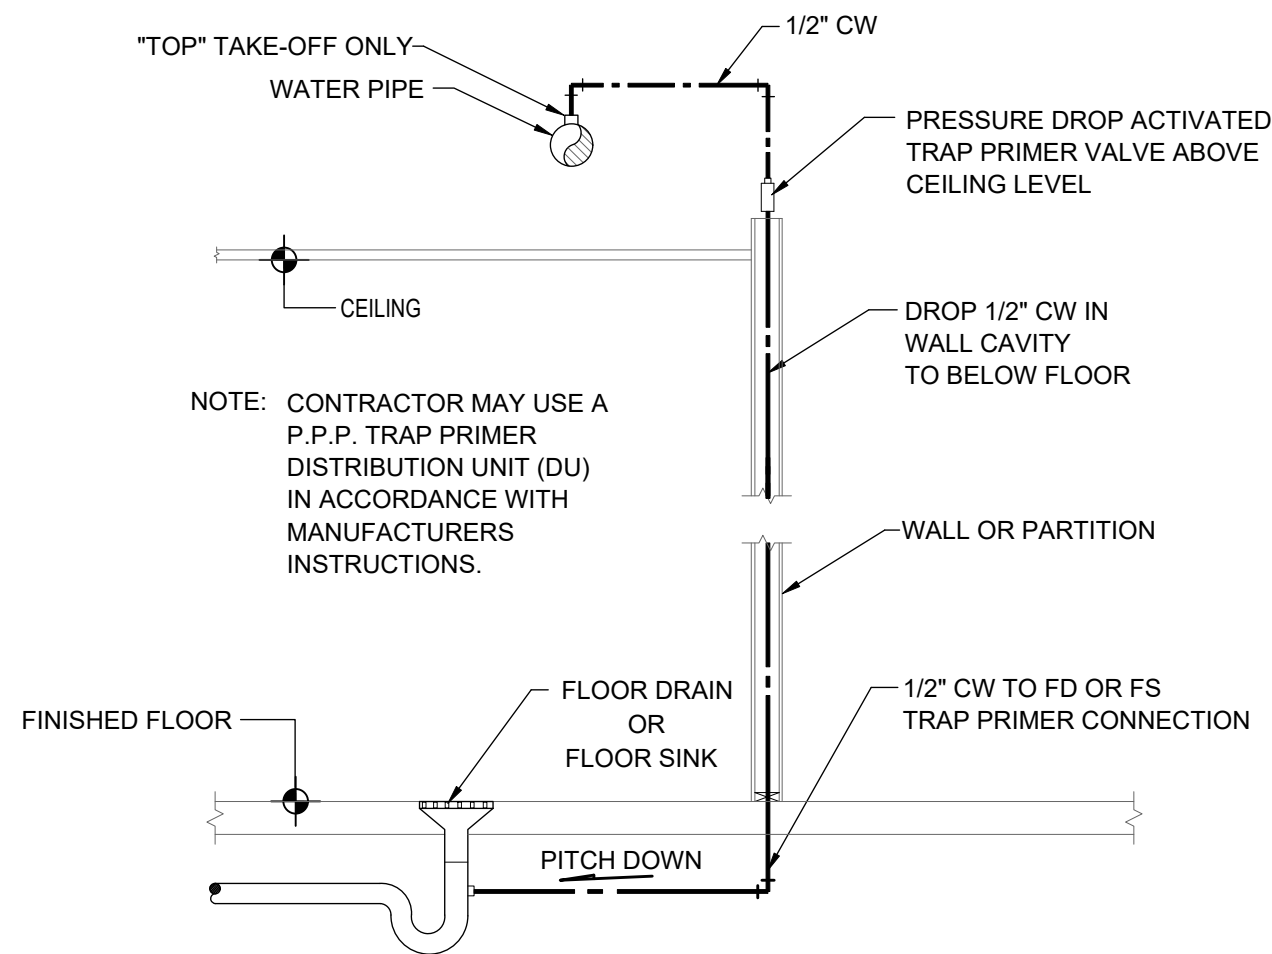 1/2" CW
"TOP" TAKE-OFF ONLY
WATER PIPE
PRESSURE DROP ACTIVATED
TRAP PRIMER VALVE ABOVE
CEILING LEVEL
CEILING
DROP 1/2" CW IN
WALL CAVITY
TO BELOW FLOOR
NOTE: CONTRACTOR MAY USE A
P.P.P. TRAP PRIMER
DISTRIBUTION UNIT (DU)
IN ACCORDANCE WITH
MANUFACTURERS
INSTRUCTIONS.
WALL OR PARTITION
FLOOR DRAIN
OR
FLOOR SINK
1/2" CW TO FD OR FS
TRAP PRIMER CONNECTION
FINISHED FLOOR
PITCH DOWN